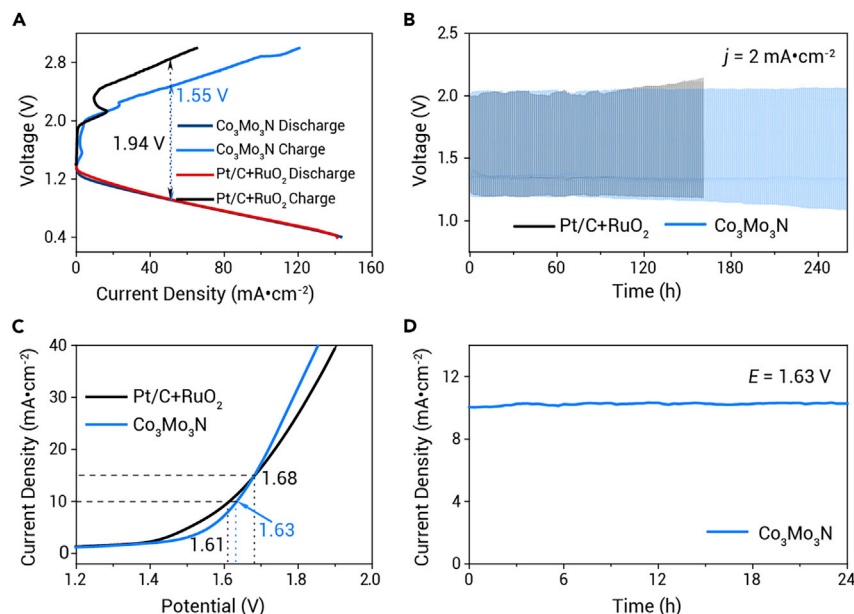 A
Voltage (V)
2.8
2.0
1.2
0.4
1.55 V
1.94 V
Co₃Mo₃N Discharge
Co₃Mo₃N Charge
Pt/C+RuO₂ Discharge
Pt/C+RuO₂ Charge
0 40 80 120 160
Current Density (mA•cm⁻²)
B
Voltage (V)
2.5
2.0
1.5
1.0
j = 2 mA•cm⁻²
Pt/C+RuO₂ Co₃Mo₃N
0 60 120 180 240
Time (h)
C
Current Density (mA•cm⁻²)
40
30
20
10
0
Pt/C+RuO₂
Co₃Mo₃N
1.68
1.63
1.61
1.2 1.4 1.6 1.8 2.0
Potential (V)
D
Current Density (mA•cm⁻²)
12
8
4
0
E = 1.63 V
Co₃Mo₃N
0 6 12 18 24
Time (h)